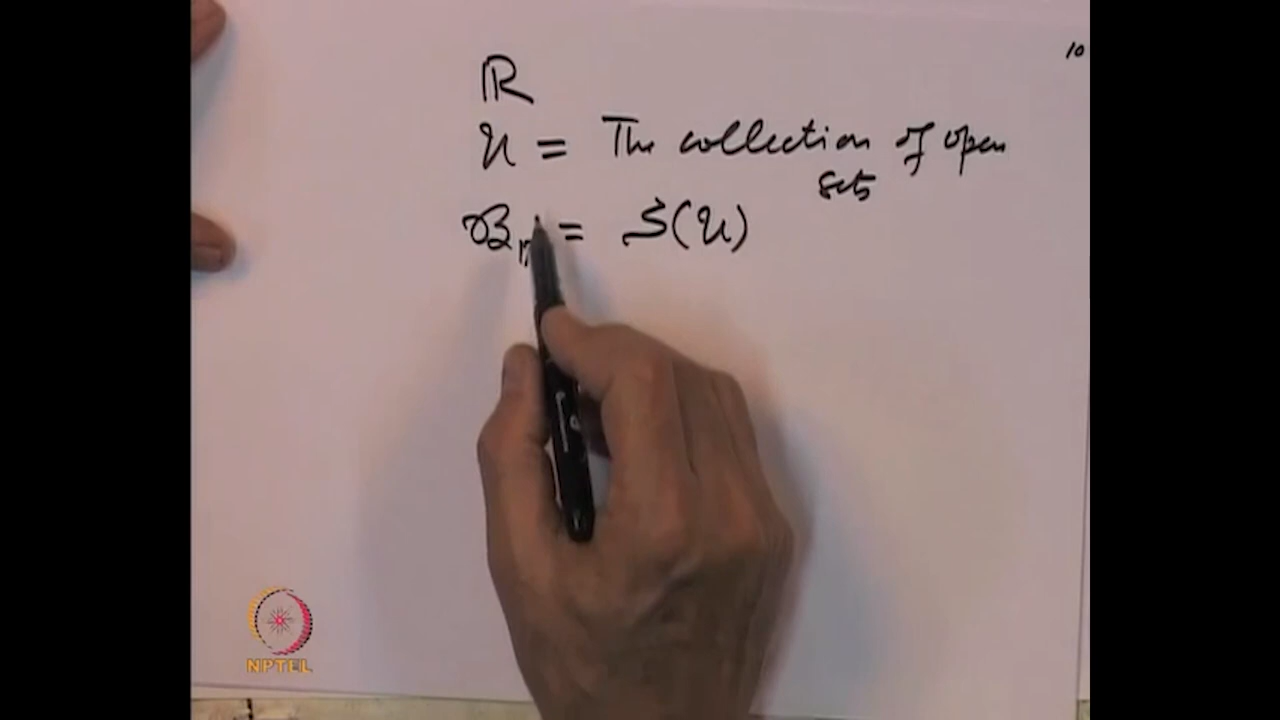 10
ℝ
𝒰 = The collection of open
sets
ℬ = 𝒮(𝒰)
NPTEL